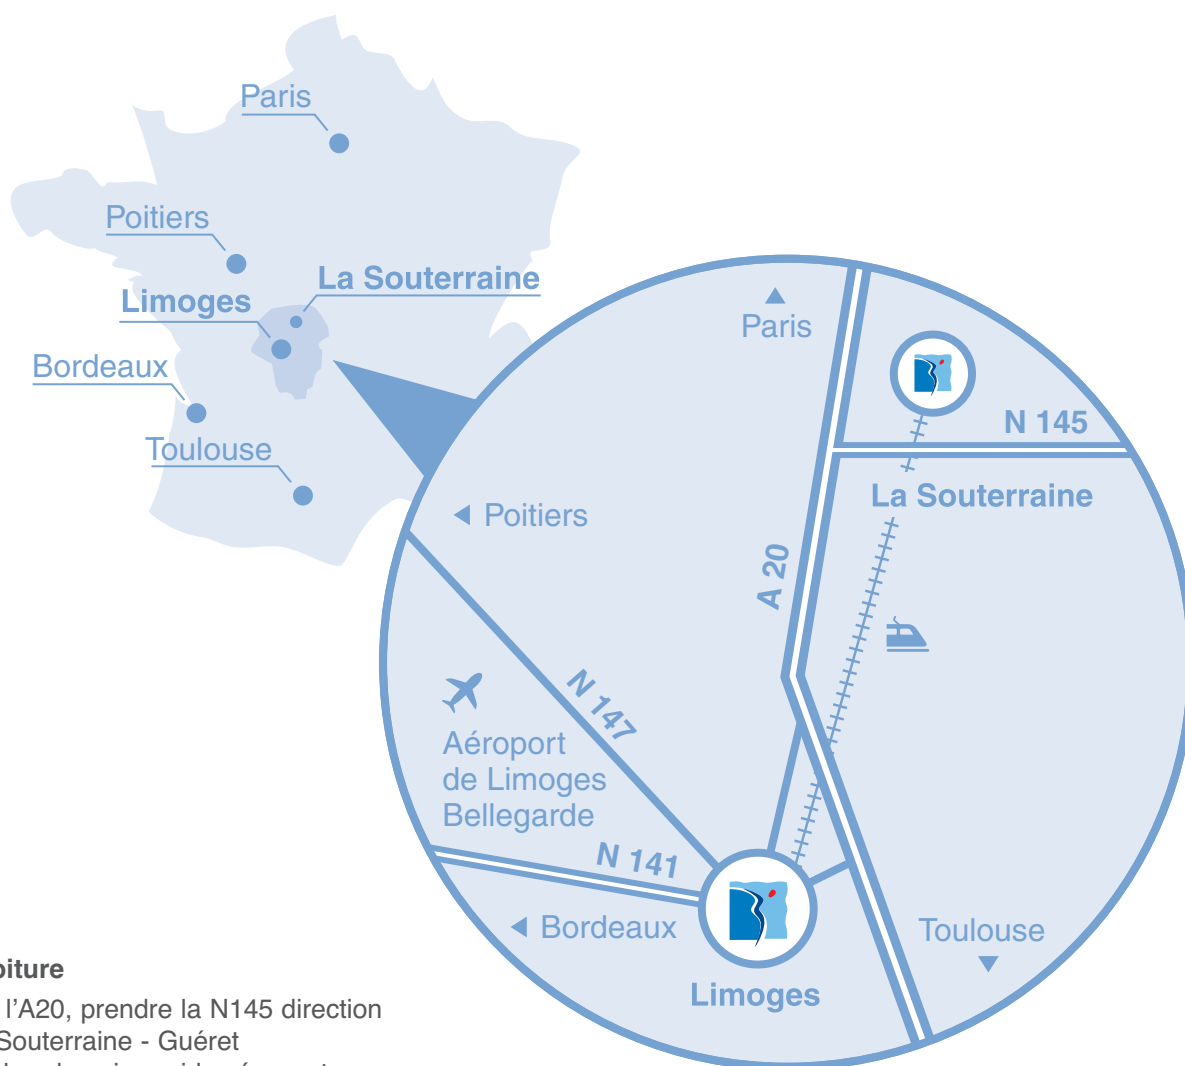 Paris
Poitiers
La Souterraine
Limoges
Bordeaux
Toulouse
Paris
N 145
La Souterraine
Poitiers
A 20
N 147
Aéroport
de Limoges
Bellegarde
N 141
Bordeaux
Toulouse
Limoges
l’A20, prendre la N145 direction
Souterraine - Guéret